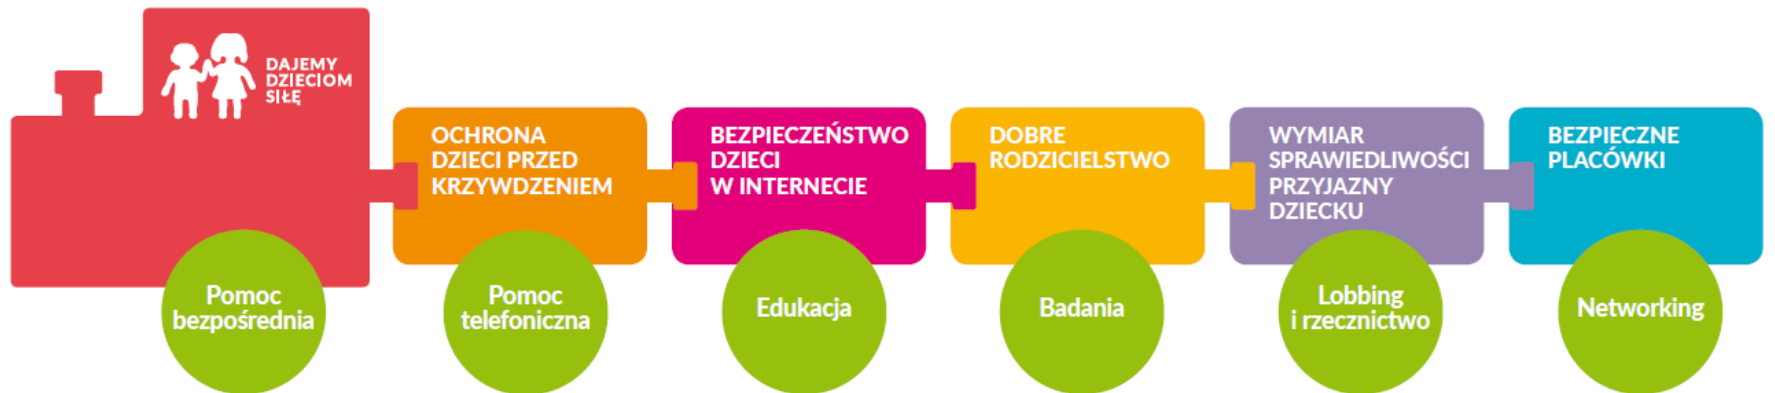 DAJEMY
DZIECIOM
SIŁĘ
OCHRONA
DZIECI PRZED
KRZYWDZENIEM
BEZPIECZEŃSTWO
DZIECI
W INTERNECIE
DOBRE
RODZICIELSTWO
WYMIAR
SPRAWIEDLIWOŚCI
PRZYJAZNY
DZIECKU
BEZPIECZNE
PLACÓWKI
Pomoc
bezpośrednia
Pomoc
telefoniczna
Edukacja
Badania
Lobbing
i rzecznictwo
Networking